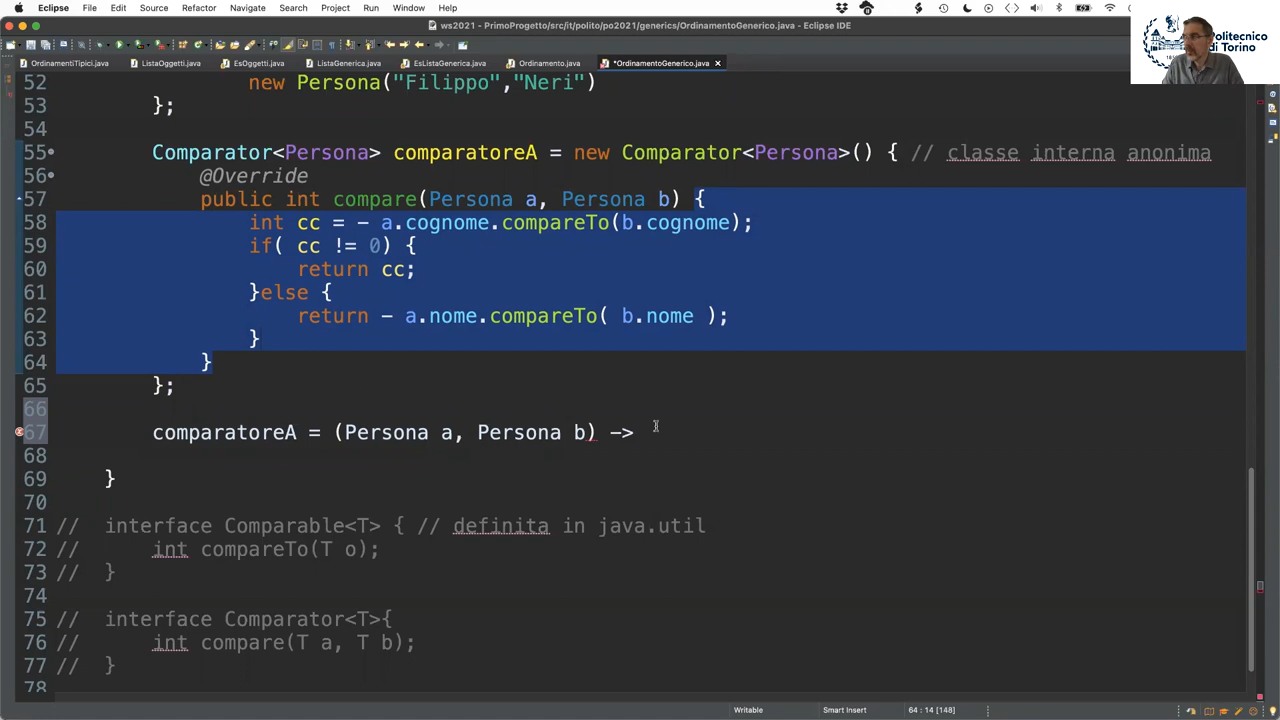 Eclipse File Edit Source Refactor Navigate Search Project Run Window Help
ws2021 - PrimoProgetto/src/it/polito/po2021/generics/OrdinamentoGenerico.java - Eclipse IDE
Politecnico
di Torino
OrdinamentiTipici.java ListaOggetti.java EsOggetti.java ListaGenerica.java EsListaGenerica.java Ordinamento.java *OrdinamentoGenerico.java
52 new Persona("Filippo","Neri")
53 };
54
55 Comparator<Persona> comparatoreA = new Comparator<Persona>() { // classe interna anonima
56 @Override
57 public int compare(Persona a, Persona b) {
58 int cc = - a.cognome.compareTo(b.cognome);
59 if( cc != 0) {
60 return cc;
61 }else {
62 return - a.nome.compareTo( b.nome );
63 }
64 }
65 };
66
67 comparatoreA = (Persona a, Persona b) ->
68
69 }
70
71 // interface Comparable<T> { // definita in java.util
72 // int compareTo(T o);
73 // }
74
75 // interface Comparator<T>{
76 // int compare(T a, T b);
77 // }
78
Writable Smart Insert 64 : 14 [148]